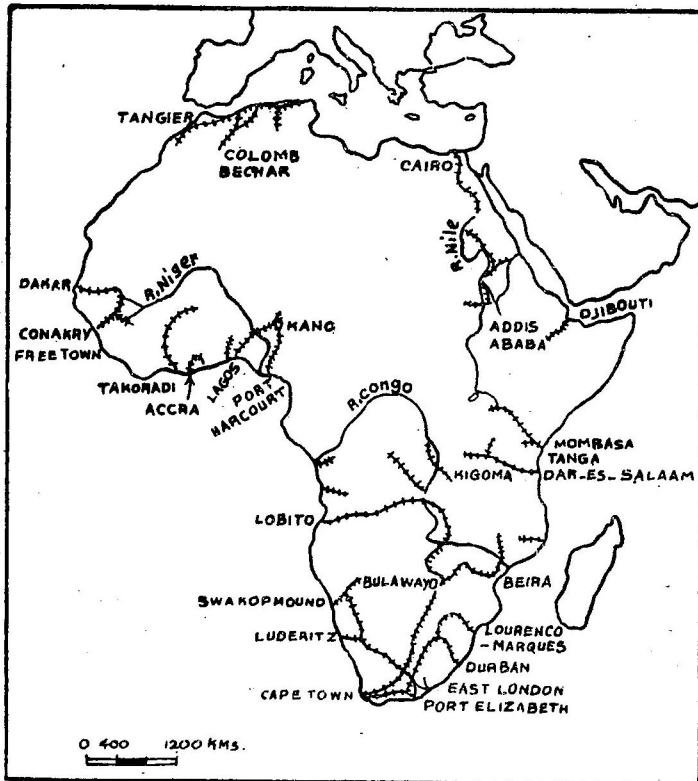 TANGIER
COLOMB
BECHAR
CAIRO
R. Nile
DAKAR
R. Niger
CONAKRY
FREETOWN
KANO
ADDIS
ABABA
DJIBOUTI
TAKORADI
ACCRA
LAGOS
PORT
HARCOURT
R. Congo
MOMBASA
TANGA
DAR-ES-SALAAM
KIGOMA
LOBITO
BULAWAYO
BEIRA
SWAKOPMOUND
LUDERITZ
LOURENCO
-MARQUES
DURBAN
CAPE TOWN
EAST LONDON
PORT ELIZABETH
0 400 1200 KMS.